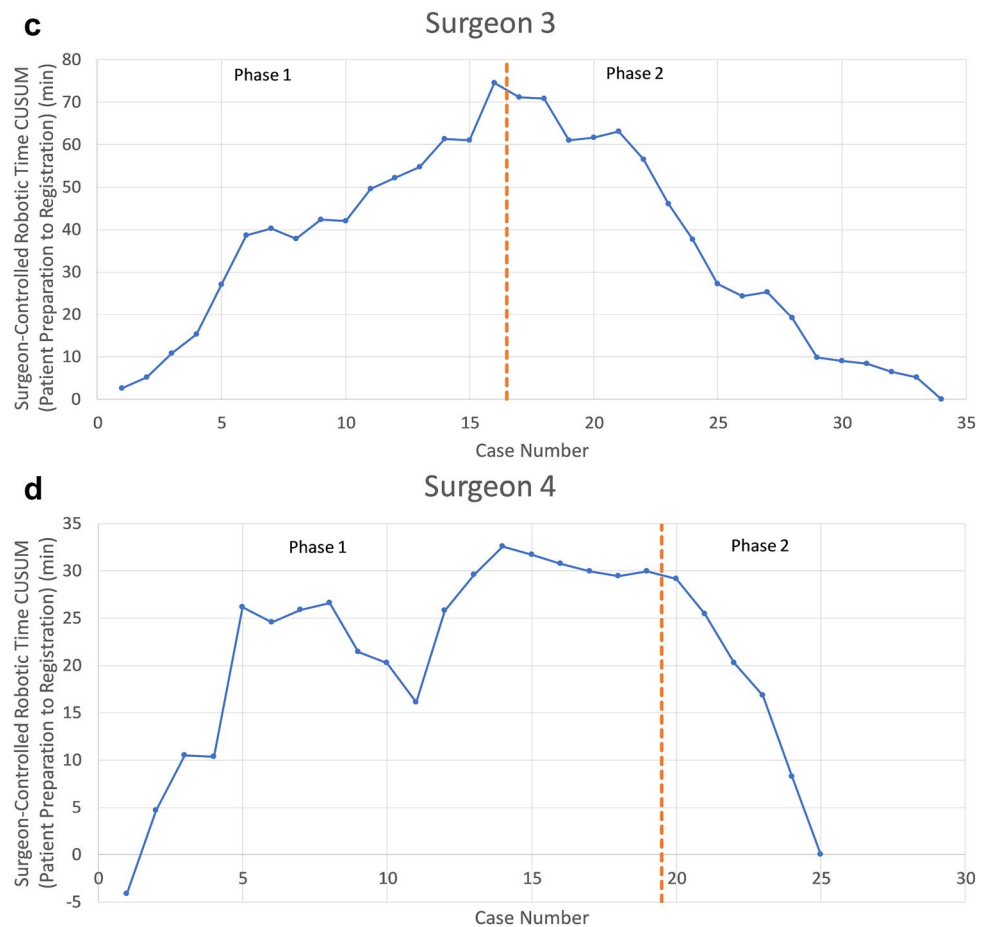 c
Surgeon 3
Surgeon-Controlled Robotic Time CUSUM
(Patient Preparation to Registration) (min)
80
70
60
50
40
30
20
10
0
Phase 1
Phase 2
0 5 10 15 20 25 30 35
Case Number
d
Surgeon 4
Surgeon-Controlled Robotic Time CUSUM
(Patient Preparation to Registration) (min)
35
30
25
20
15
10
5
0
-5
Phase 1
Phase 2
0 5 10 15 20 25 30
Case Number